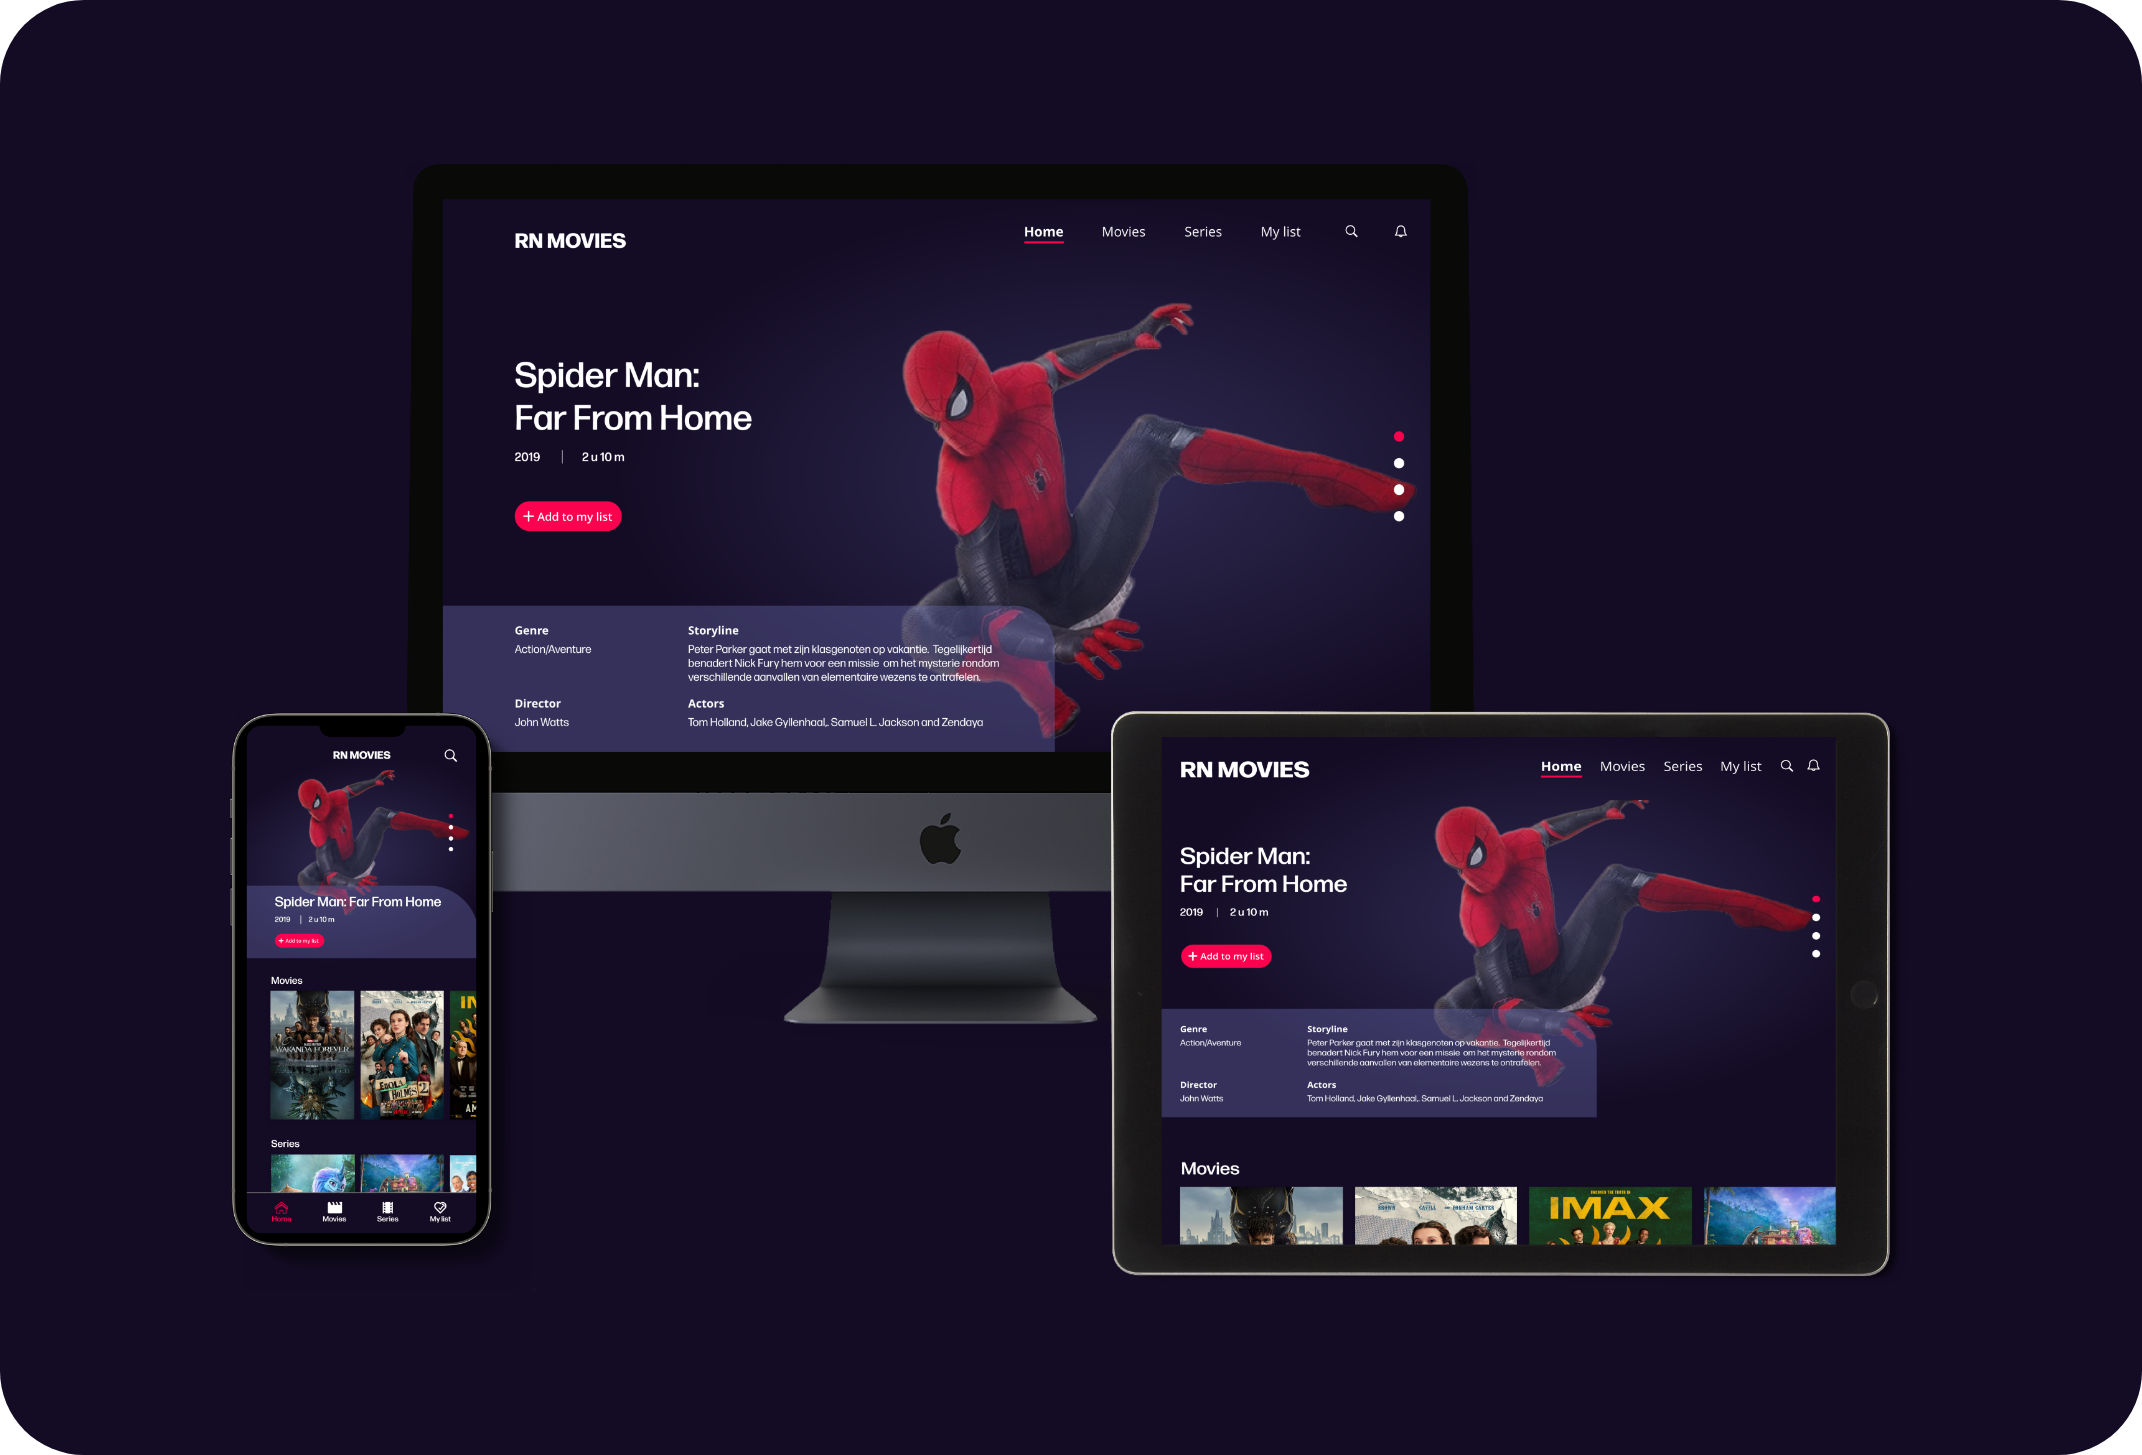 RN MOVIES
Home Movies Series My list
Spider Man:
Far From Home
2019 | 2 u 10 m
+ Add to my list
Genre
Action/Aventure
Storyline
Peter Parker gaat met zijn klasgenoten op vakantie. Tegelijkertijd
benadert Nick Fury hem voor een missie om het mysterie rondom
verschillende aanvallen van elementaire wezens te ontrafelen.
Director
John Watts
Actors
Tom Holland, Jake Gyllenhaal,. Samuel L. Jackson and Zendaya
RN MOVIES
Spider Man: Far From Home
2019 | 2 u 10 m
+ Add to my list
Movies
WAKANDA FOREVER
ENOLA
HOLMES 2
IM
AM
Series
Home Movies Series My list
RN MOVIES
Home Movies Series My list
Spider Man:
Far From Home
2019 | 2 u 10 m
+ Add to my list
Genre
Action/Aventure
Storyline
Peter Parker gaat met zijn klasgenoten op vakantie. Tegelijkertijd
benadert Nick Fury hem voor een missie om het mysterie rondom
verschillende aanvallen van elementaire wezens te ontrafelen.
Director
John Watts
Actors
Tom Holland, Jake Gyllenhaal,. Samuel L. Jackson and Zendaya
Movies
BROWN CAVILL BONHAM CARTER
IMAX